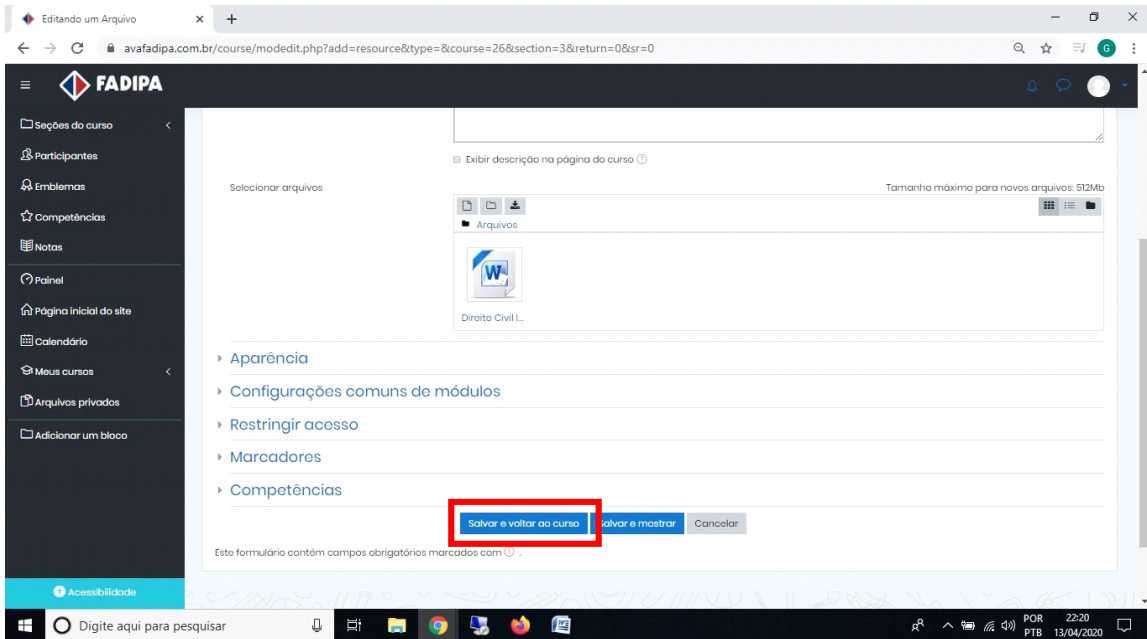 Editando um Arquivo
avafadipa.com.br/course/modedit.php?add=resource&type=&course=26&section=3&return=0&sr=0
G
FADIPA
Seções do curso
Participantes
Emblemas
Competências
Notas
Painel
Página inicial do site
Calendário
Meus cursos
Arquivos privados
Adicionar um bloco
Acessibilidade
Exibir descrição na página do curso
Selecionar arquivos
Tamanho máximo para novos arquivos: 512Mb
Arquivos
W
Direito Civil I...
Aparência
Configurações comuns de módulos
Restringir acesso
Marcadores
Competências
Salvar e voltar ao curso
Salvar e mostrar
Cancelar
Este formulário contém campos obrigatórios marcados com .
Digite aqui para pesquisar
POR
PTB
22:20
13/04/2020